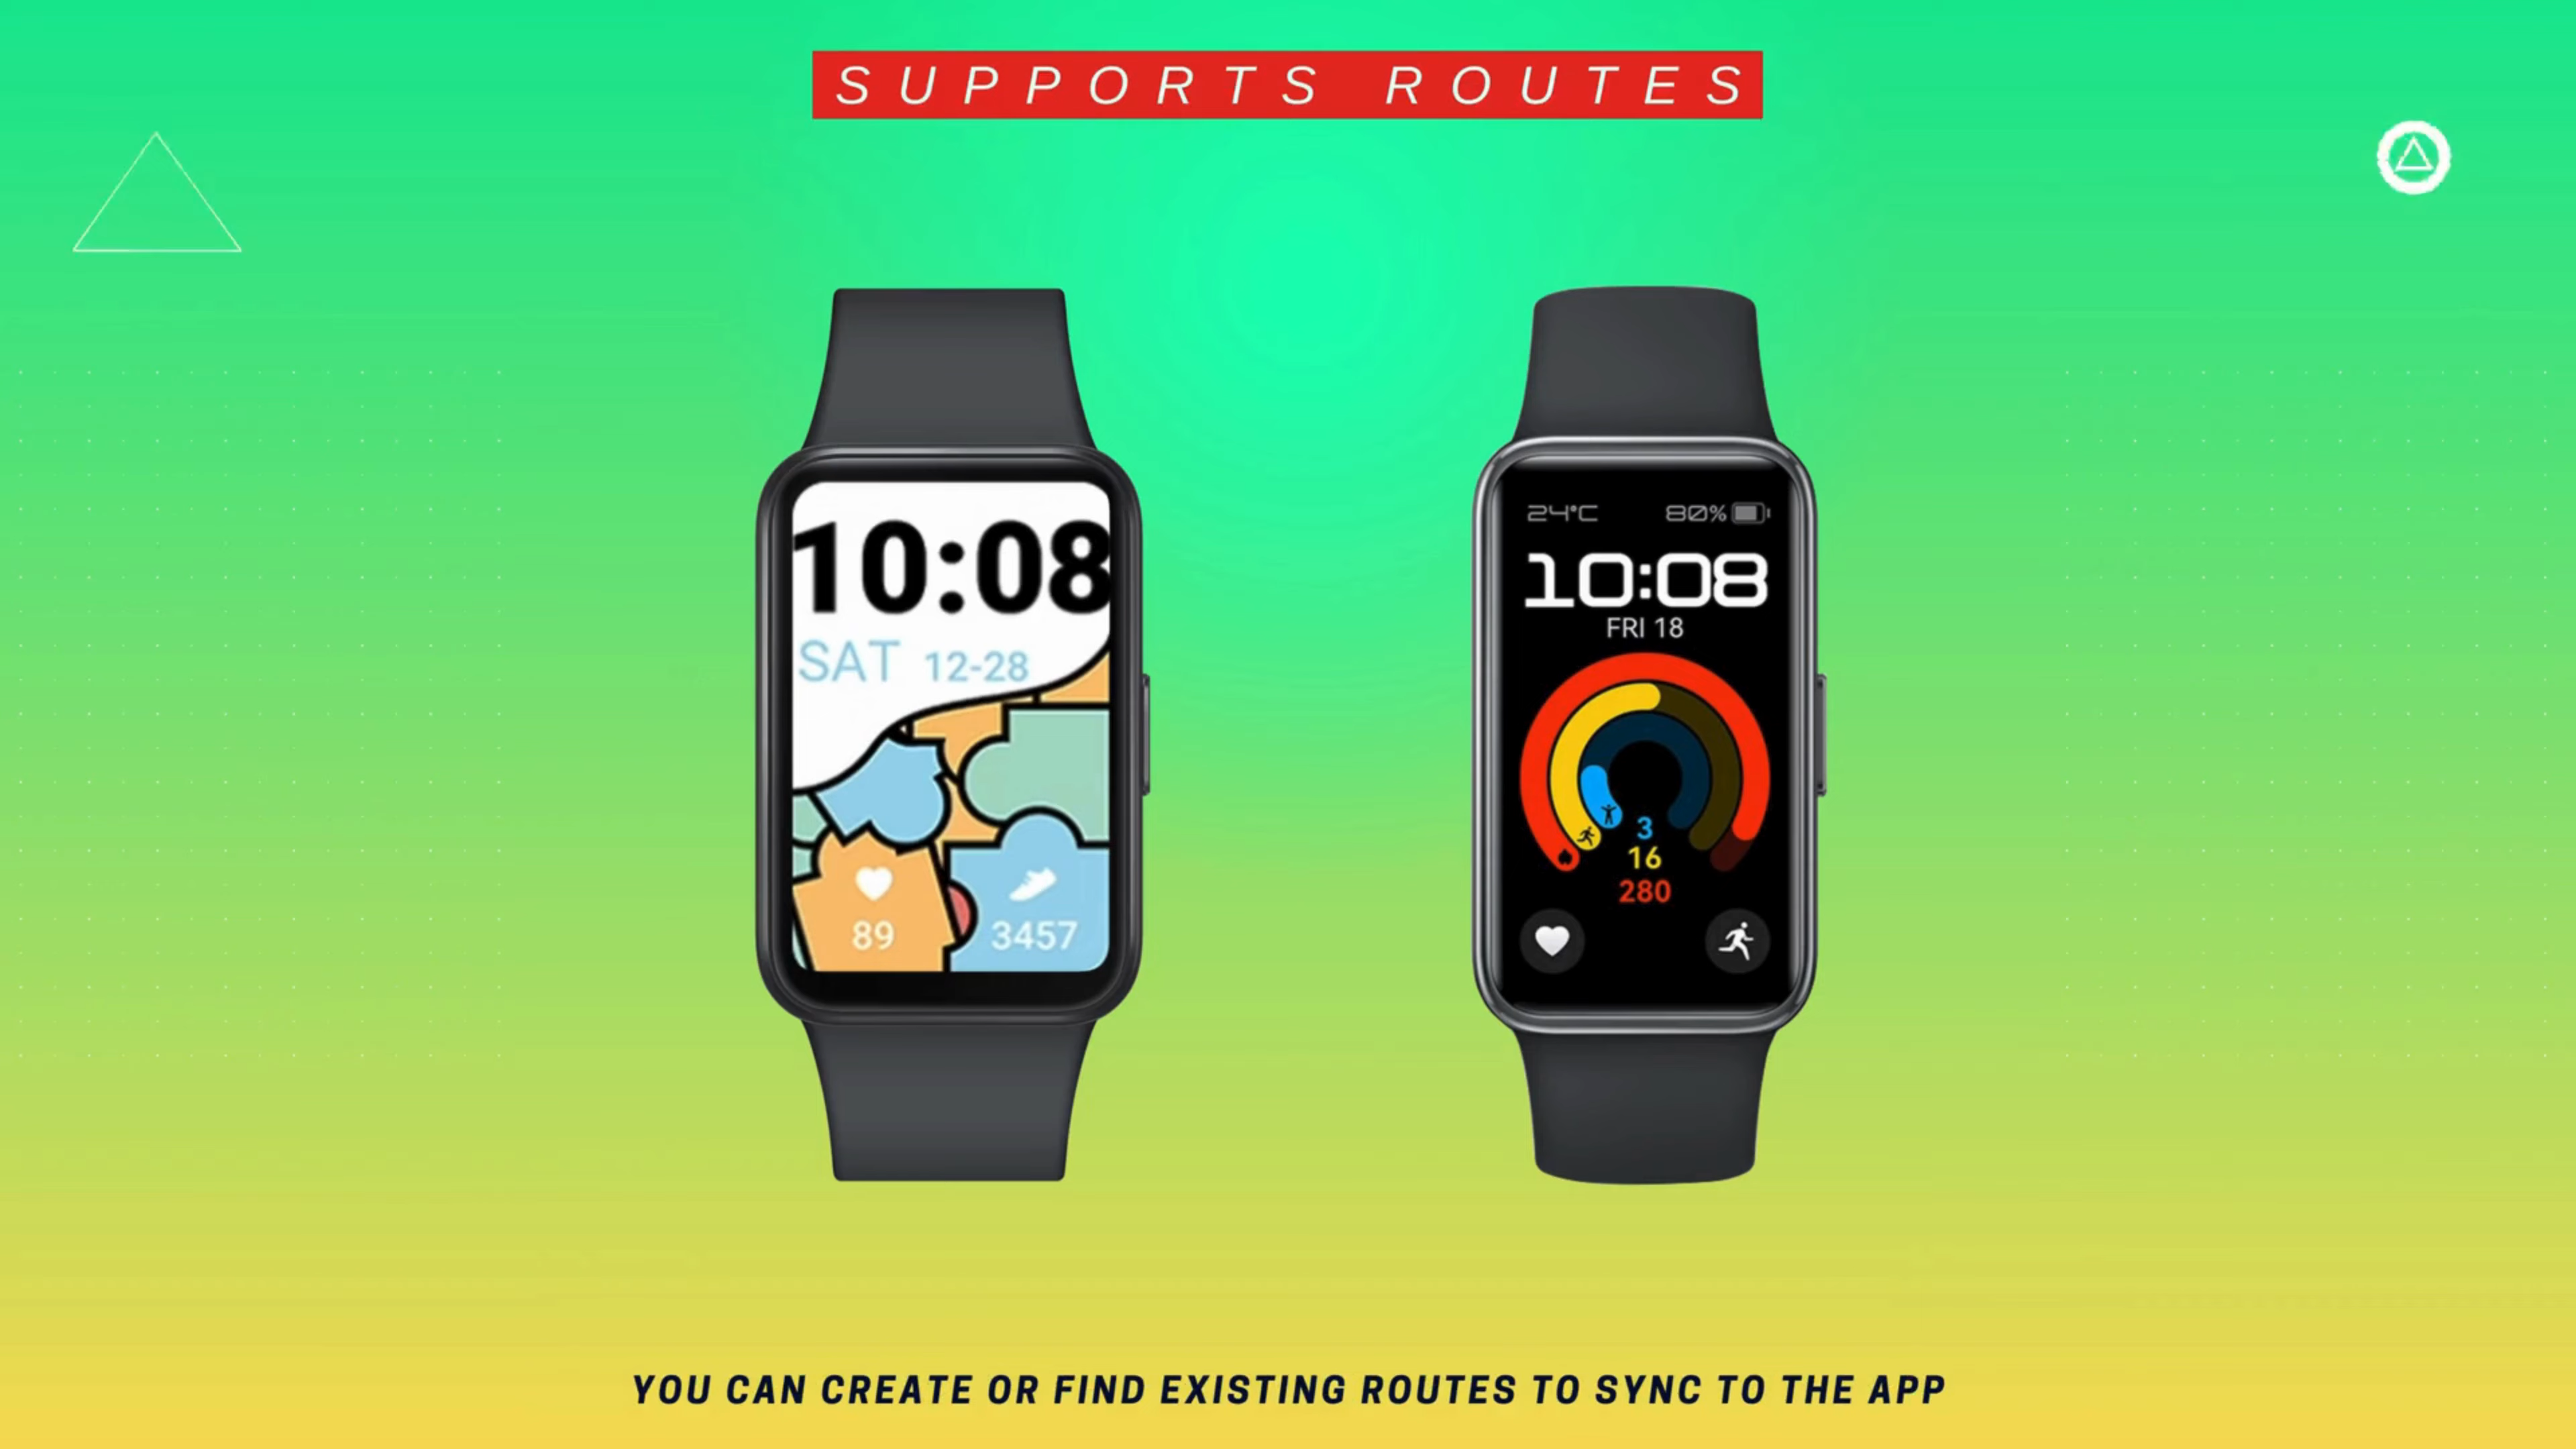 SUPPORTS ROUTES
10:08
SAT 12-28
89
3457
24°C 80%
10:08
FRI 18
3
16
280
YOU CAN CREATE OR FIND EXISTING ROUTES TO SYNC TO THE APP